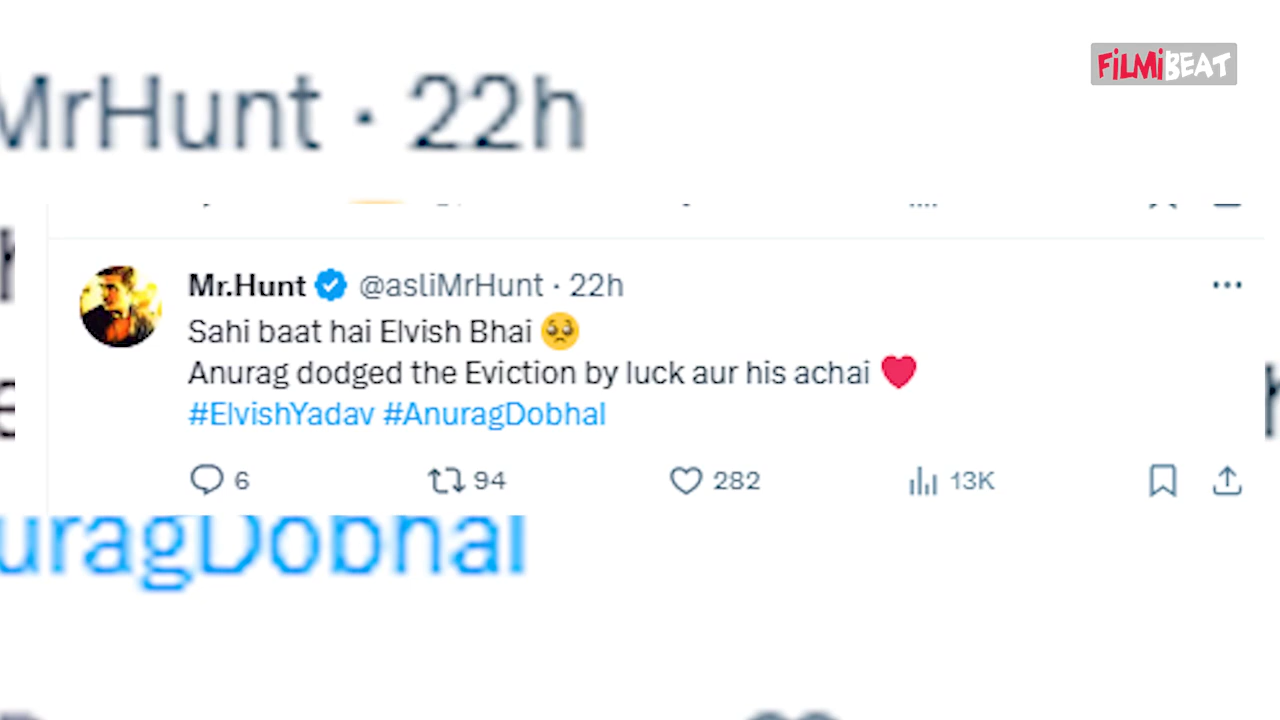 FiLMiBEAT
MrHunt · 22h
Mr.Hunt @asliMrHunt · 22h
Sahi baat hai Elvish Bhai 🥺
Anurag dodged the Eviction by luck aur his achai ❤️
#ElvishYadav #AnuragDobhal
6 94 282 13K
uragDobhal